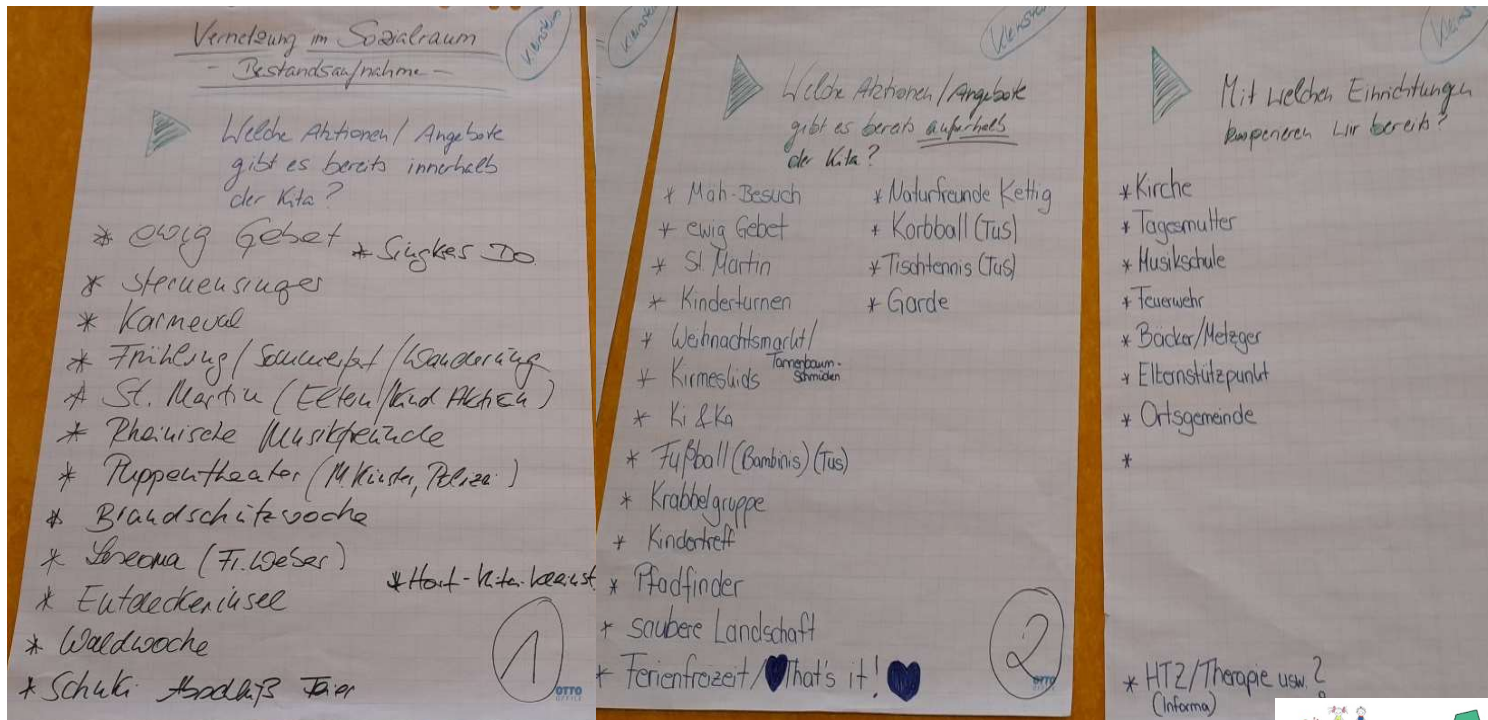 Vernetzung im Sozialraum
- Bestandsaufnahme -
Welche Aktionen / Angebote
gibt es bereits innerhalb
der Kita?
* ewig Gebet
* Singkreis Do.
* Sternensinger
* Karneval
* Frühling / Sommerfest / Wanderung
* St. Martin (Eltern / Kind Aktion)
* Rheinische Musikfreunde
* Puppentheater (M. Kinster, Polizei)
* Brandschutzwoche
* Leseoma (Fr. Weber)
* Hort - Kita -
* Entdeckerinsel
* Waldwoche
* Schuki Abschluß Feier
1
OTTO
OFFICE
Welche Aktionen / Angebote
gibt es bereits außerhalb
der Kita?
* Mäh-Besuch
* ewig Gebet
* St Martin
* Kinderturnen
* Weihnachtsmarkt /
Tannenbaum-
Schmücken
* Kirmeskids
* Ki & Ka
* Fußball (Bambinis) (Tus)
* Krabbelgruppe
* Kindertreff
* Pfadfinder
* saubere Landschaft
* Ferienfreizeit / That's it!
* Naturfreunde Kettig
* Korbball (Tus)
* Tischtennis (Tus)
* Garde
2
OTTO
Mit welchen Einrichtungen
kooperieren wir bereits?
* Kirche
* Tagesmutter
* Musikschule
* Feuerwehr
* Bäcker/Metzger
* Elternstützpunkt
* Ortsgemeinde
*
* HTZ/Therapie usw. ?
(Informa)